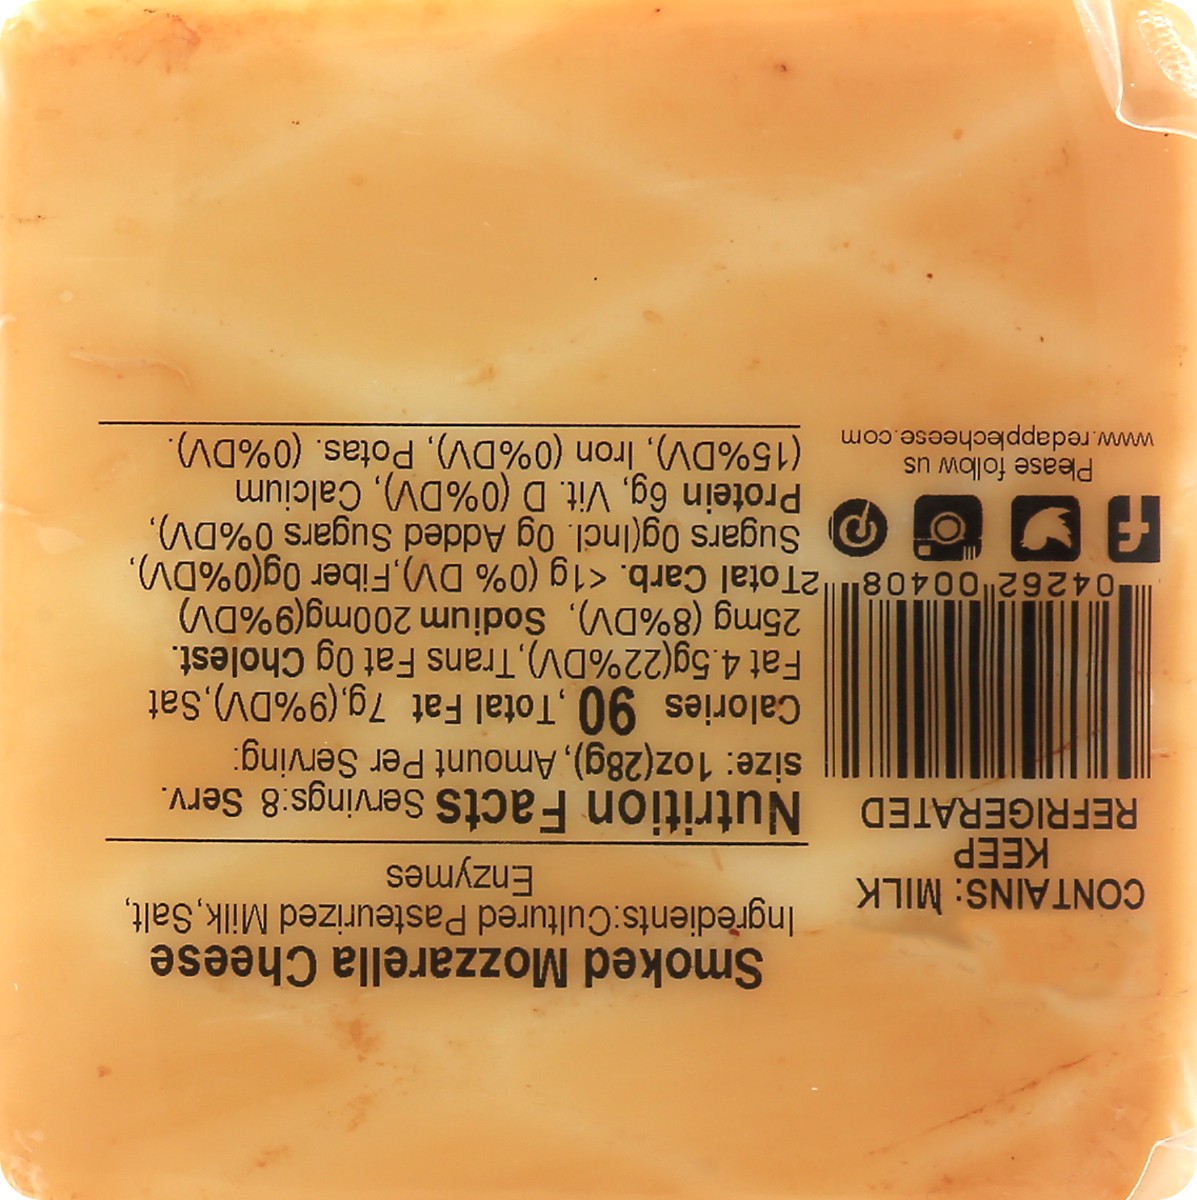 Smoked Mozzarella Cheese
Ingredients:Cultured Pasteurized Milk,Salt,
Enzymes
Nutrition Facts Servings:8 Serv.
size: 1oz(28g), Amount Per Serving:
Calories 90 ,Total Fat 7g,(9%DV),Sat
Fat 4.5g(22%DV),Trans Fat 0g Cholest.
25mg (8%DV), Sodium 200mg(9%DV)
Total Carb. <1g (0% DV),Fiber 0g(0%DV),
Sugars 0g(Incl. 0g Added Sugars 0%DV),
Protein 6g, Vit. D (0%DV), Calcium
(15%DV), Iron (0%DV), Potas. (0%DV).
CONTAINS: MILK
KEEP
REFRIGERATED
0 42624 00408 2
Please follow us
www.redapplecheese.com